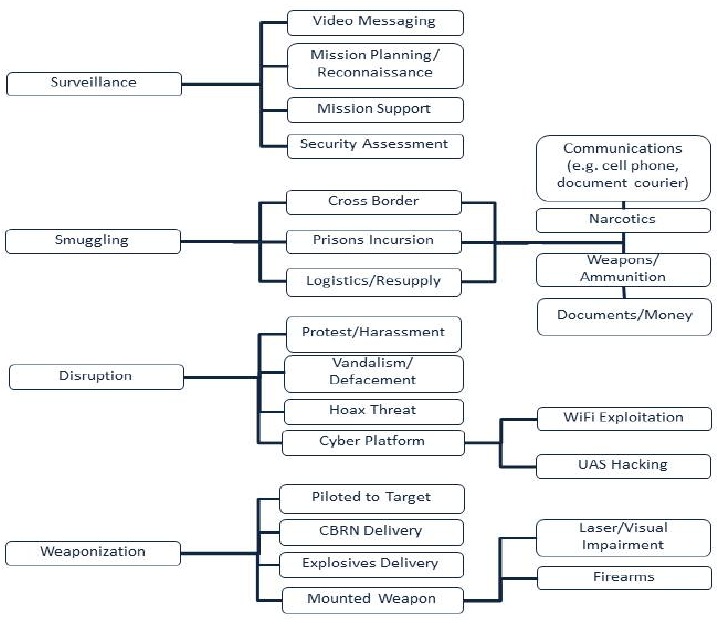 Surveillance
Video Messaging
Mission Planning/
Reconnaissance
Mission Support
Security Assessment
Smuggling
Cross Border
Prisons Incursion
Logistics/Resupply
Communications
(e.g. cell phone,
document courier)
Narcotics
Weapons/
Ammunition
Documents/Money
Disruption
Protest/Harassment
Vandalism/
Defacement
Hoax Threat
Cyber Platform
WiFi Exploitation
UAS Hacking
Weaponization
Piloted to Target
CBRN Delivery
Explosives Delivery
Mounted Weapon
Laser/Visual
Impairment
Firearms